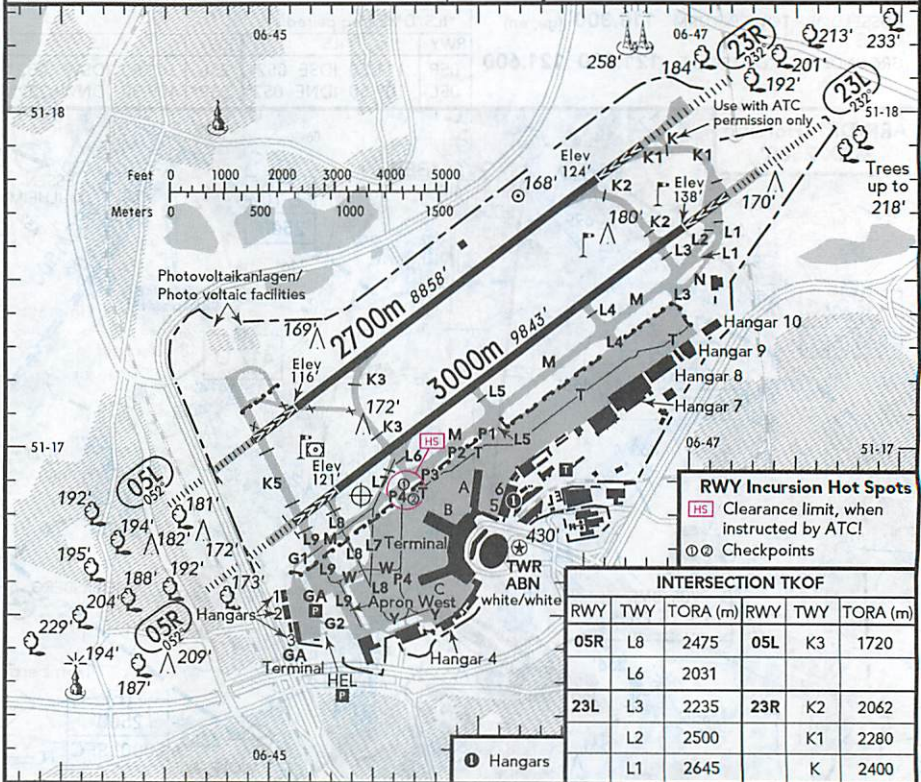 06-45
06-47
258'
184'
23R
232°
213'
201'
192'
233'
23L
232°
51-18
51-18
Use with ATC
permission only
K
K1
K1
Elev
124'
K2
Elev
138'
170'
Trees
up to
218'
Feet 0 1000 2000 3000 4000 5000
Meters 0 500 1000 1500
168'
180'
K2
L2
L1
L1
L3
Photovoltaikanlagen/
Photo voltaic facilities
169'
2700m 8858'
3000m 9843'
N
L3
M
L4
L4
T
Hangar 10
Hangar 9
Hangar 8
Hangar 7
Elev
116'
K3
172'
K3
M
T
L5
L5
51-17
51-17
06-47
HS
M
P1
P2
T
L6
P3
L7
P4
T
① ②
Elev
121'
K5
05L
052°
192'
181'
194'
182'
172'
195'
188'
192'
173'
204'
229'
194'
05R
052°
209'
187'
L8
L9
M
L8
L7
Terminal
A
B
C
6
5
❶
T
430'
TWR
ABN
white/white
G1
L9
W
W
L8
P4
L9
Apron West
GA
P
G2
Hangars
1
2
3
GA
Terminal
HEL
P
Hangar 4
06-45
❶ Hangars
RWY Incursion Hot Spots
HS Clearance limit, when
instructed by ATC!
①② Checkpoints
INTERSECTION TKOF
RWY TWY TORA (m) RWY TWY TORA (m)
05R L8 2475 05L K3 1720
L6 2031
23L L3 2235 23R K2 2062
L2 2500 K1 2280
L1 2645 K 2400